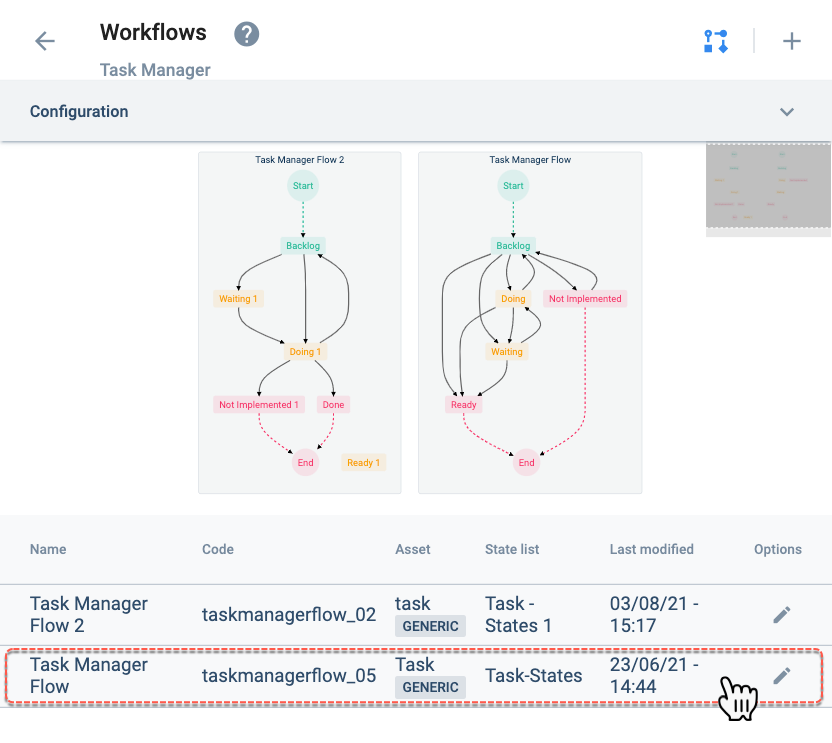 Workflows ?
Task Manager
Configuration
Task Manager Flow 2
Start
Backlog
Waiting 1
Doing 1
Not Implemented 1
Done
End
Ready 1
Task Manager Flow
Start
Backlog
Doing
Not Implemented
Waiting
Ready
End
Name Code Asset State list Last modified Options
Task Manager
Flow 2
taskmanagerflow_02
task
GENERIC
Task -
States 1
03/08/21 -
15:17
Task Manager
Flow
taskmanagerflow_05
Task
GENERIC
Task-States
23/06/21 -
14:44